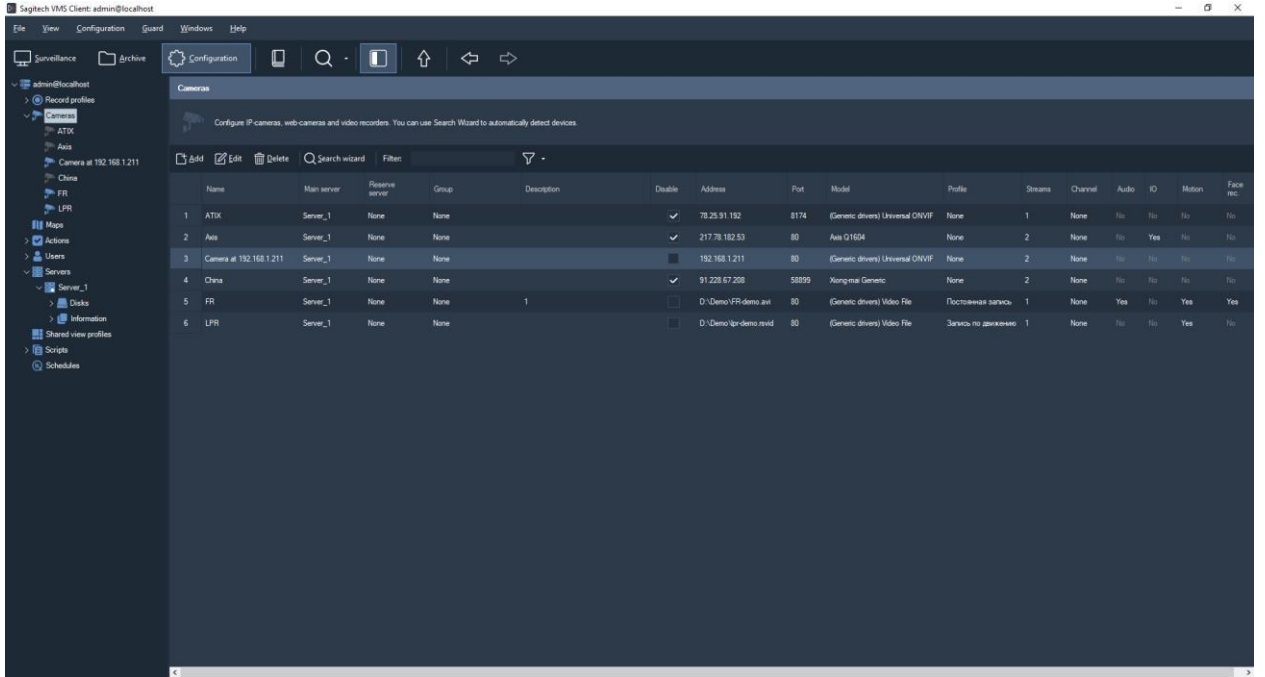 Sagitech VMS Client: admin@localhost
File View Configuration Guard Windows Help
Surveillance Archive Configuration
admin@localhost
Record profiles
Cameras
ATIX
Axis
Camera at 192.168.1.211
China
FR
LPR
Maps
Actions
Users
Servers
Server_1
Disks
Information
Shared view profiles
Scripts
Schedules
Cameras
Configure IP-cameras, web-cameras and video recorders. You can use Search Wizard to automatically detect devices.
Add Edit Delete Search wizard Filter:
Name Main server Reserve server Group Description Disable Address Port Model Profile Streams Channel Audio IO Motion Face rec.
1 ATIX Server_1 None None 78.25.91.192 8174 (Generic drivers) Universal ONVIF None 1 None No No No No
2 Axis Server_1 None None 217.78.182.53 80 Axis Q1604 None 2 None No Yes No No
3 Camera at 192.168.1.211 Server_1 None None 192.168.1.211 80 (Generic drivers) Universal ONVIF None 2 None No No No No
4 China Server_1 None None 91.228.67.208 58899 Xiongmai Generic None 2 None No No No No
5 FR Server_1 None None 1 D:\Demo\FR-demo.avi 80 (Generic drivers) Video File Постоянная запись 1 None Yes No Yes Yes
6 LPR Server_1 None None D:\Demo\lpr-demo.mvid 80 (Generic drivers) Video File Запись по движению 1 None No No Yes No